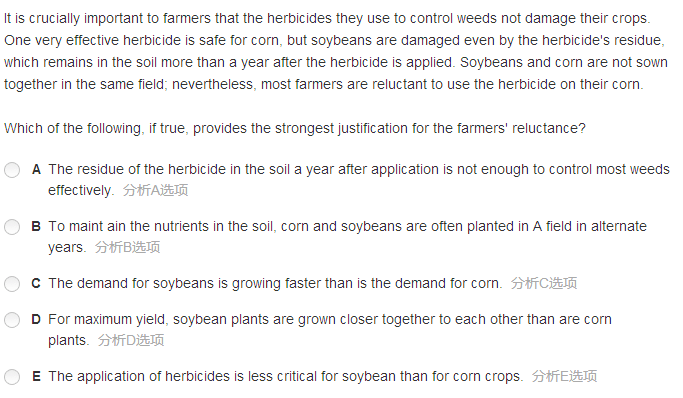 It is crucially important to farmers that the herbicides they use to control weeds not damage their crops.
One very effective herbicide is safe for corn, but soybeans are damaged even by the herbicide's residue,
which remains in the soil more than a year after the herbicide is applied. Soybeans and corn are not sown
together in the same field; nevertheless, most farmers are reluctant to use the herbicide on their corn.
Which of the following, if true, provides the strongest justification for the farmers' reluctance?
A The residue of the herbicide in the soil a year after application is not enough to control most weeds
effectively. 分析A选项
B To maint ain the nutrients in the soil, corn and soybeans are often planted in A field in alternate
years. 分析B选项
C The demand for soybeans is growing faster than is the demand for corn. 分析C选项
D For maximum yield, soybean plants are grown closer together to each other than are corn
plants. 分析D选项
E The application of herbicides is less critical for soybean than for corn crops. 分析E选项